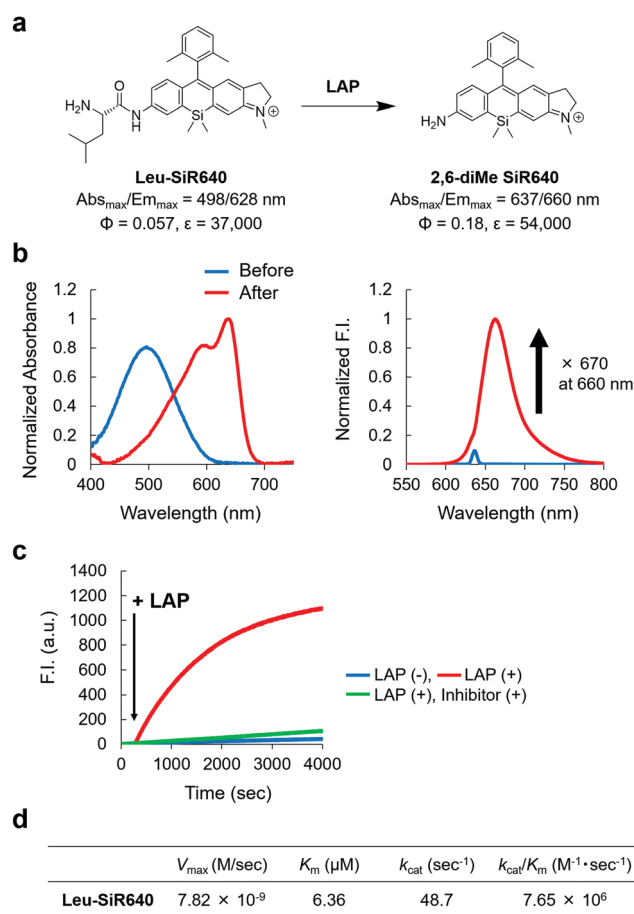 a
LAP
H₂N
O
N
H
Si
N
⊕
H₂N
Si
N
⊕
Leu-SiR640
2,6-diMe SiR640
Absmax/Emmax = 498/628 nm
Absmax/Emmax = 637/660 nm
Φ = 0.057, ε = 37,000
Φ = 0.18, ε = 54,000
b
Before
After
Normalized Absorbance
1.2
1
0.8
0.6
0.4
0.2
0
400 500 600 700
Wavelength (nm)
Normalized F.I.
1.2
1
0.8
0.6
0.4
0.2
0
× 670
at 660 nm
550 600 650 700 750 800
Wavelength (nm)
c
F.I. (a.u.)
1400
1200
1000
800
600
400
200
0
+ LAP
0 1000 2000 3000 4000
Time (sec)
LAP (-), LAP (+)
LAP (+), Inhibitor (+)
d
Vmax (M/sec) Km (μM) kcat (sec⁻¹) kcat/Km (M⁻¹・sec⁻¹)
Leu-SiR640 7.82 × 10⁻⁹ 6.36 48.7 7.65 × 10⁶